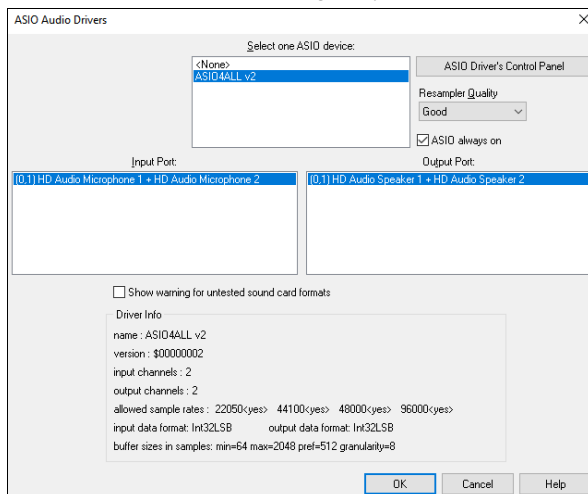 ASIO Audio Drivers
Select one ASIO device:
<None>
ASIO4ALL v2
ASIO Driver's Control Panel
Resampler Quality
Good
ASIO always on
Input Port:
Output Port:
(0,1) HD Audio Microphone 1 + HD Audio Microphone 2
(0,1) HD Audio Speaker 1 + HD Audio Speaker 2
Show warning for untested sound card formats
Driver Info
name : ASIO4ALL v2
version : $00000002
input channels : 2
output channels : 2
allowed sample rates : 22050<yes> 44100<yes> 48000<yes> 96000<yes>
input data format: Int32LSB output data format: Int32LSB
buffer sizes in samples: min=64 max=2048 pref=512 granularity=8
OK Cancel Help